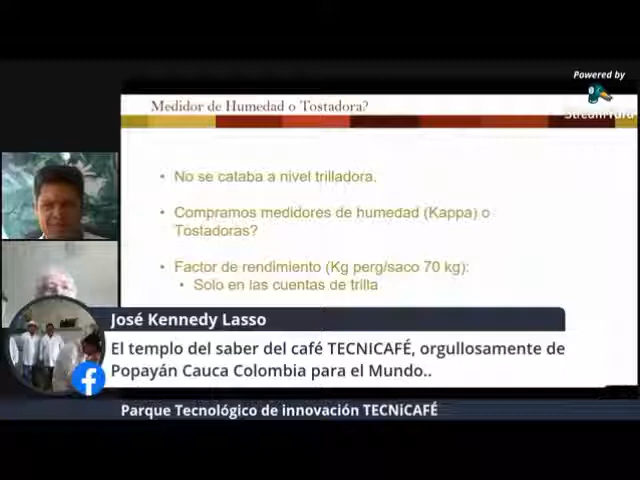 Powered by
StreamYard
Medidor de Humedad o Tostadora?
• No se cataba a nivel trilladora.
• Compramos medidores de humedad (Kappa) o
Tostadoras?
• Factor de rendimiento (Kg perg/saco 70 kg):
• Solo en las cuentas de trilla
José Kennedy Lasso
El templo del saber del café TECNICAFÉ, orgullosamente de
Popayán Cauca Colombia para el Mundo..
Parque Tecnológico de innovación TECNiCAFÉ